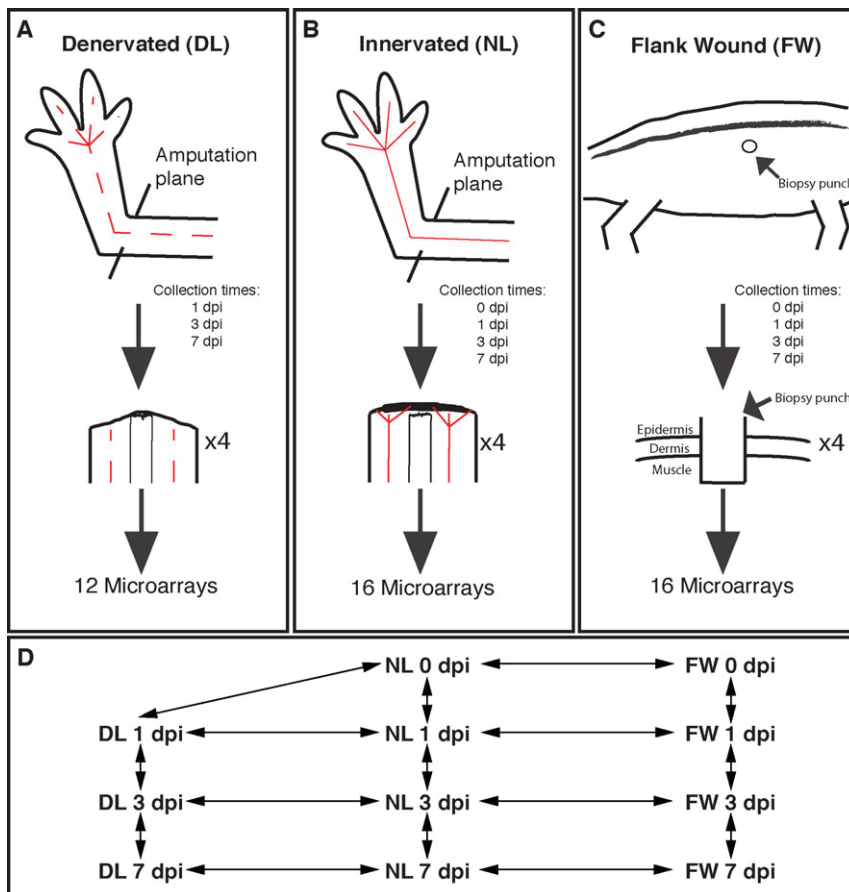 A
Denervated (DL)
Amputation
plane
Collection times:
1 dpi
3 dpi
7 dpi
x4
12 Microarrays
B
Innervated (NL)
Amputation
plane
Collection times:
0 dpi
1 dpi
3 dpi
7 dpi
x4
16 Microarrays
C
Flank Wound (FW)
Biopsy punch
Collection times:
0 dpi
1 dpi
3 dpi
7 dpi
Biopsy punch
Epidermis
Dermis
Muscle
x4
16 Microarrays
D
NL 0 dpi FW 0 dpi
DL 1 dpi NL 1 dpi FW 1 dpi
DL 3 dpi NL 3 dpi FW 3 dpi
DL 7 dpi NL 7 dpi FW 7 dpi